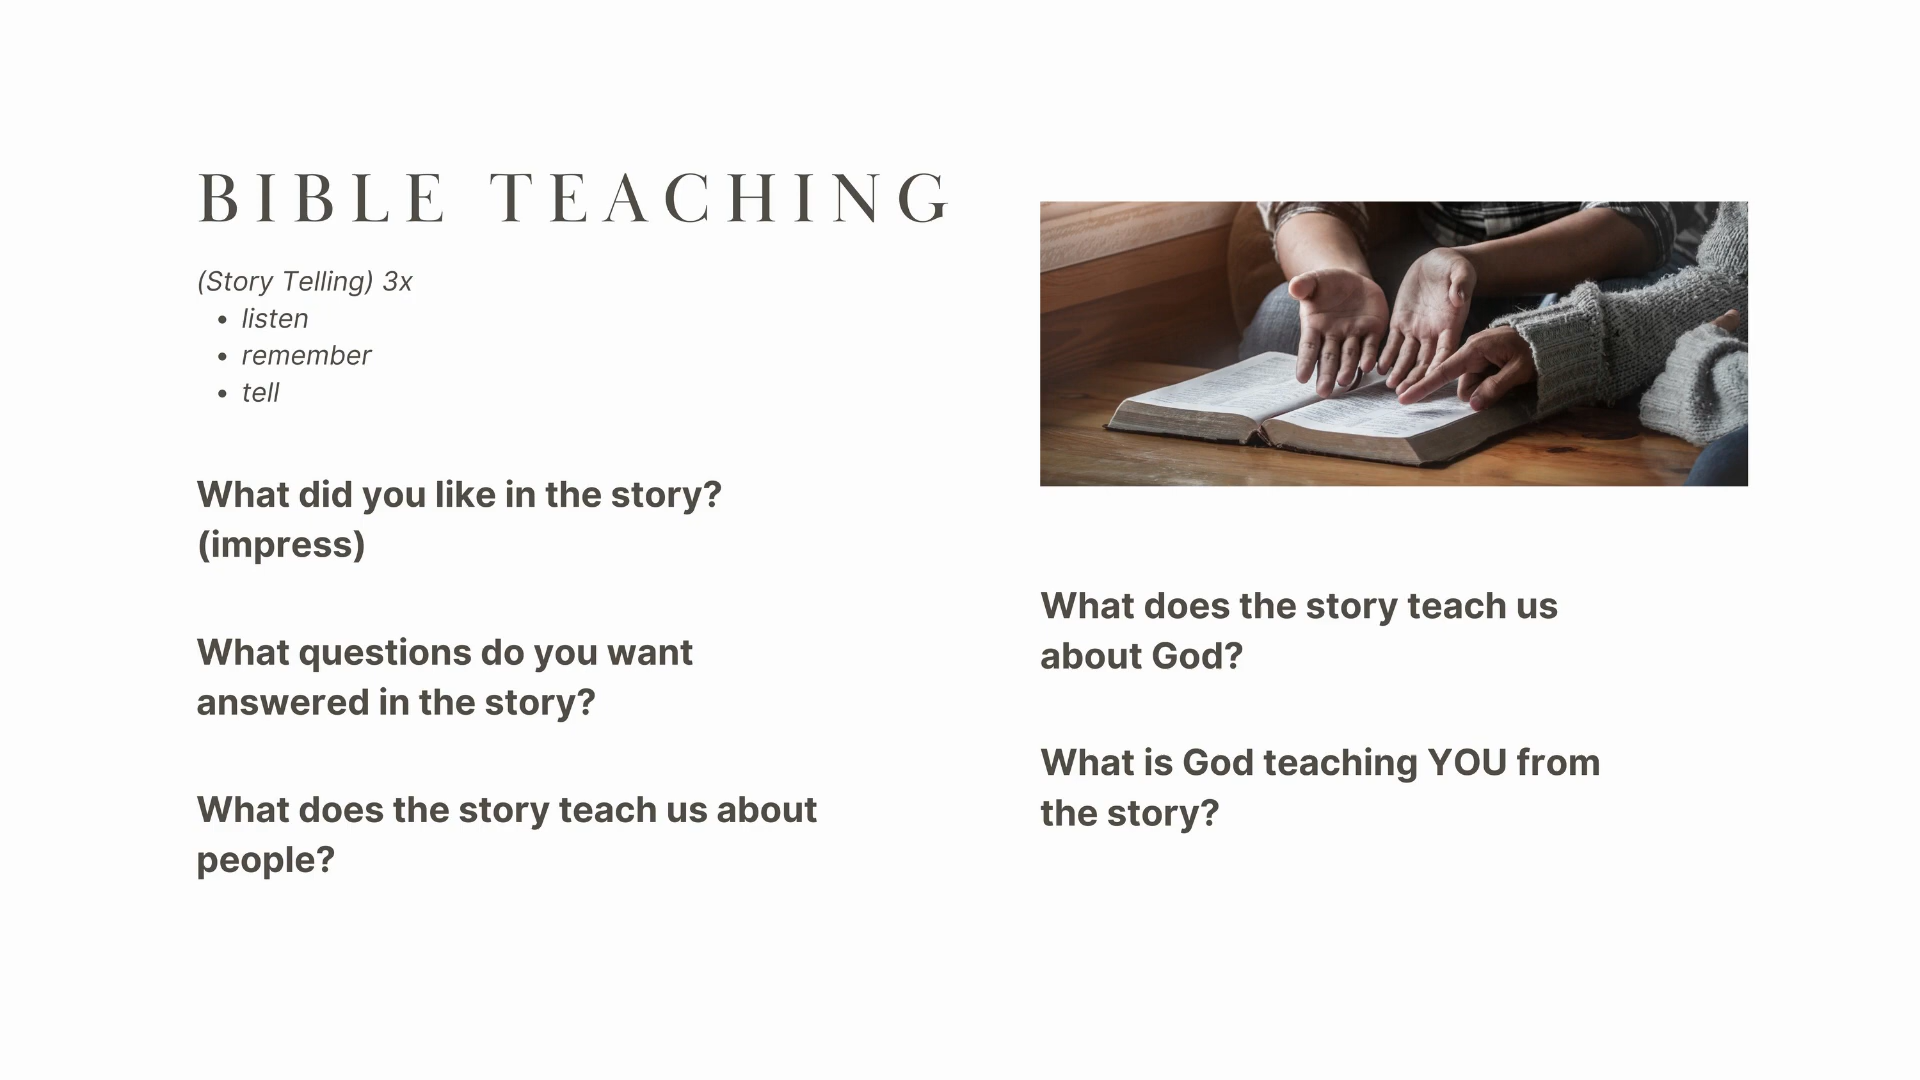 BIBLE TEACHING
(Story Telling) 3x
• listen
• remember
• tell
What did you like in the story?
(impress)
What questions do you want
answered in the story?
What does the story teach us about
people?
What does the story teach us
about God?
What is God teaching YOU from
the story?